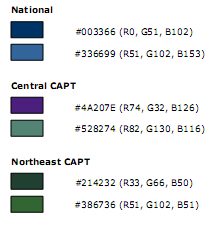 National
#003366 (R0, G51, B102)
#336699 (R51, G102, B153)
Central CAPT
#4A207E (R74, G32, B126)
#528274 (R82, G130, B116)
Northeast CAPT
#214232 (R33, G66, B50)
#386736 (R51, G102, B51)